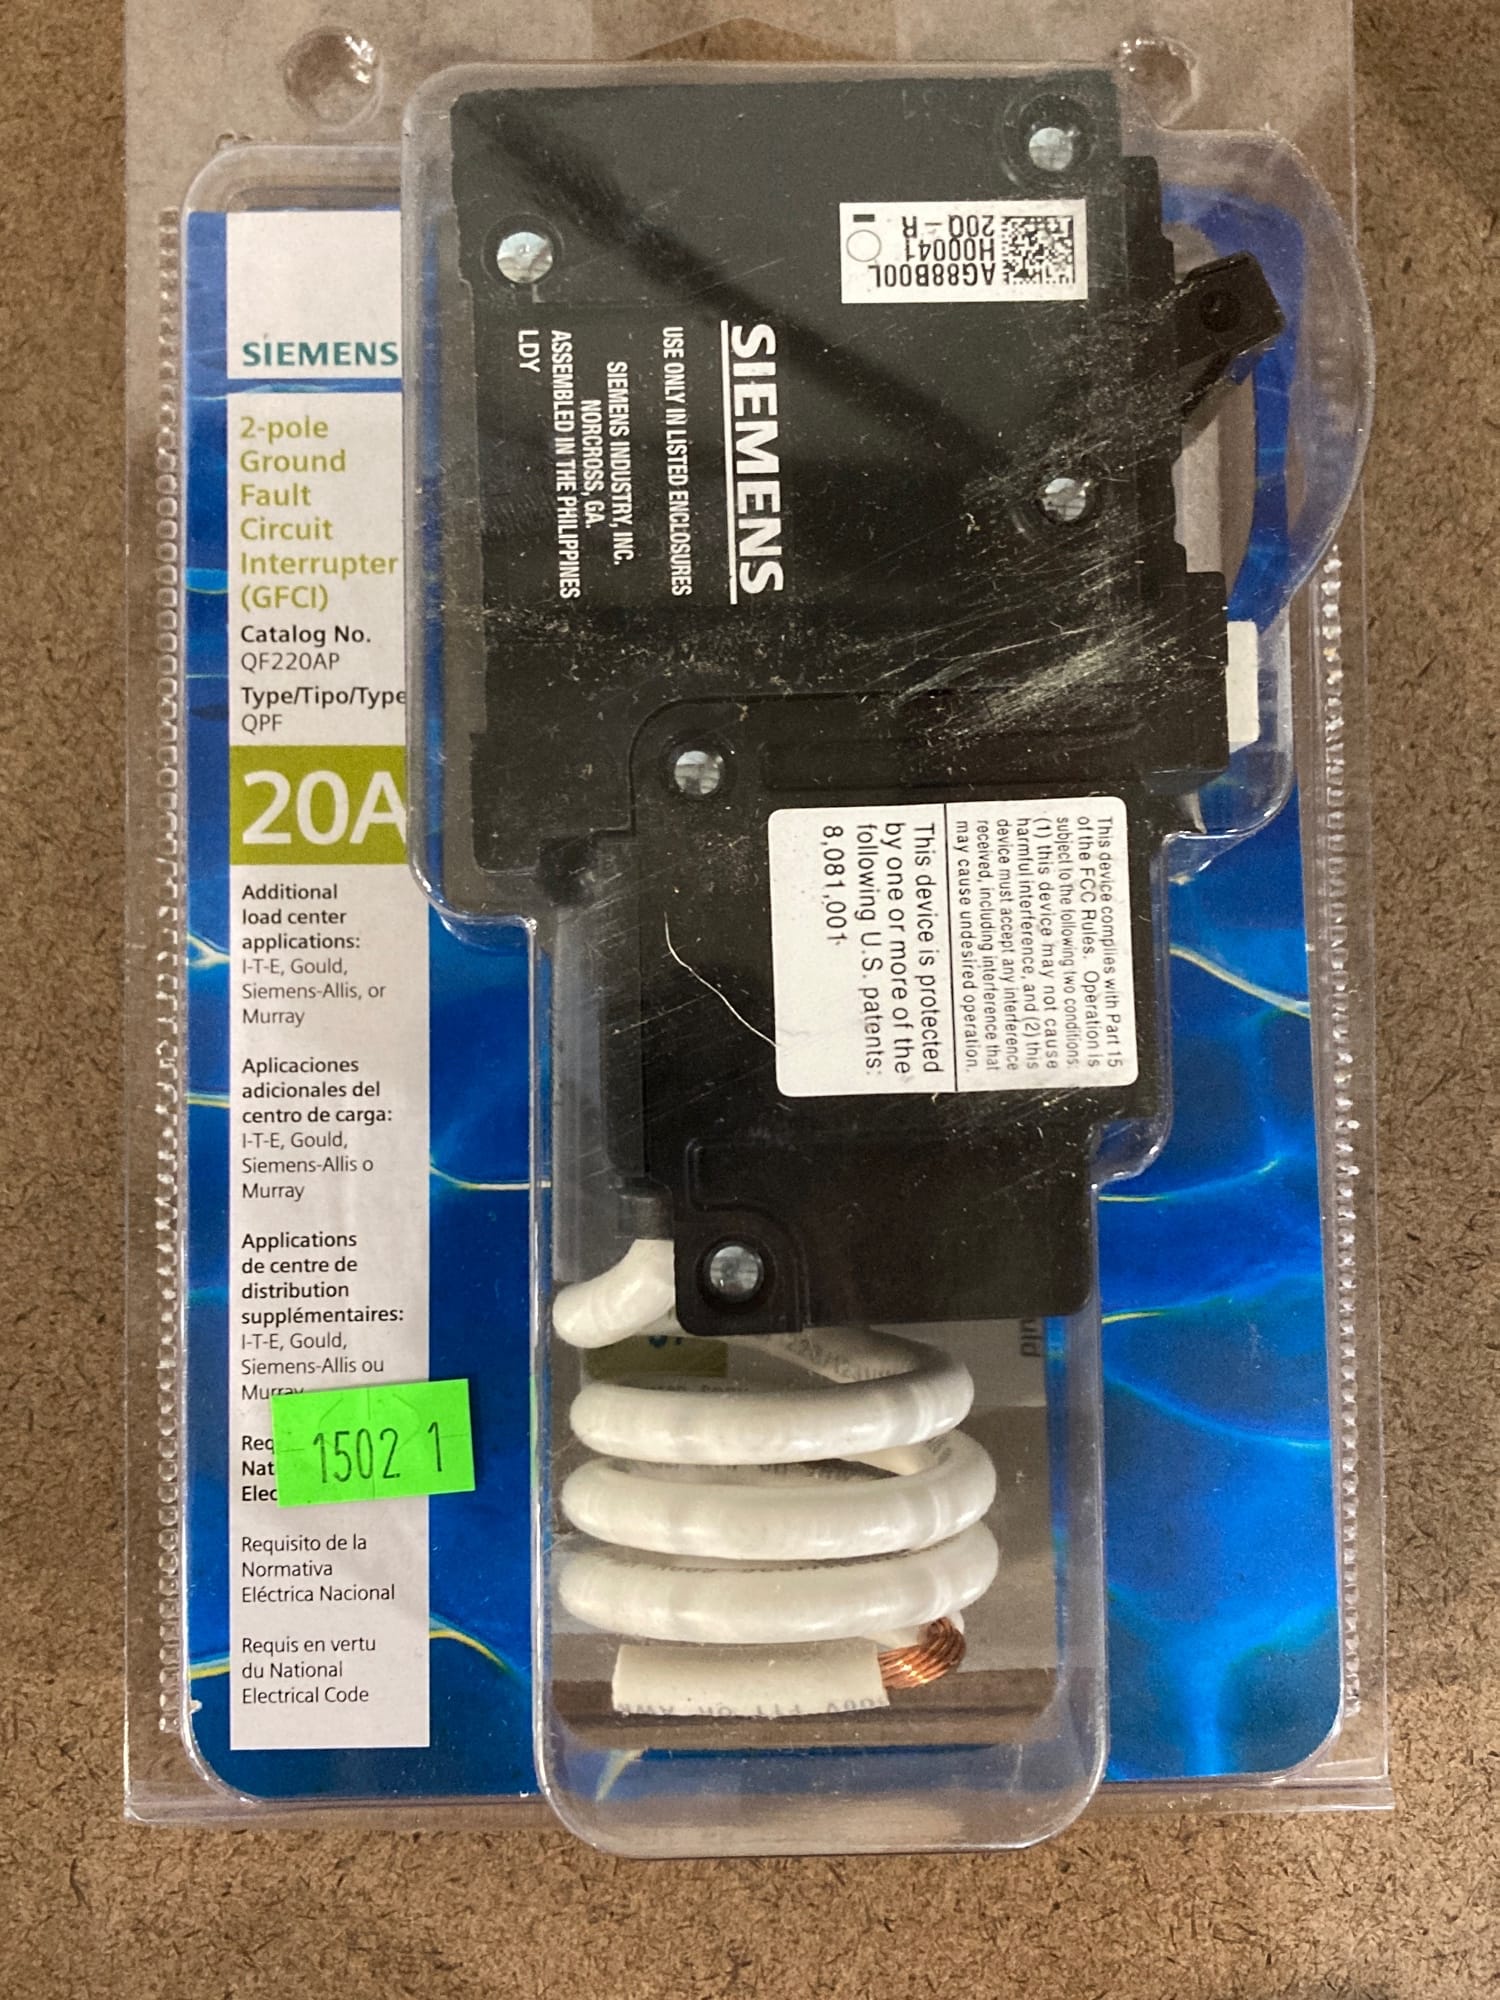 SIEMENS
2-pole
Ground
Fault
Circuit
Interrupter
(GFCI)
Catalog No.
QF220AP
Type/Tipo/Type
QPF
20A
Additional
load center
applications:
I-T-E, Gould,
Siemens-Allis, or
Murray
Aplicaciones
adicionales del
centro de carga:
I-T-E, Gould,
Siemens-Allis o
Murray
Applications
de centre de
distribution
supplémentaires:
I-T-E, Gould,
Siemens-Allis ou
Murray
Req
Nat
Elec
1502 1
Requisito de la
Normativa
Eléctrica Nacional
Requis en vertu
du National
Electrical Code
AG88B00L
H00041
20Q-R
SIEMENS
USE ONLY IN LISTED ENCLOSURES
SIEMENS INDUSTRY, INC.
NORCROSS, GA.
ASSEMBLED IN THE PHILIPPINES
LDY
This device complies with Part 15
of the FCC Rules. Operation is
subject to the following two conditions:
(1) this device may not cause
harmful interference, and (2) this
device must accept any interference
received, including interference that
may cause undesired operation.
This device is protected
by one or more of the
following U.S. patents:
8,081,001
uld